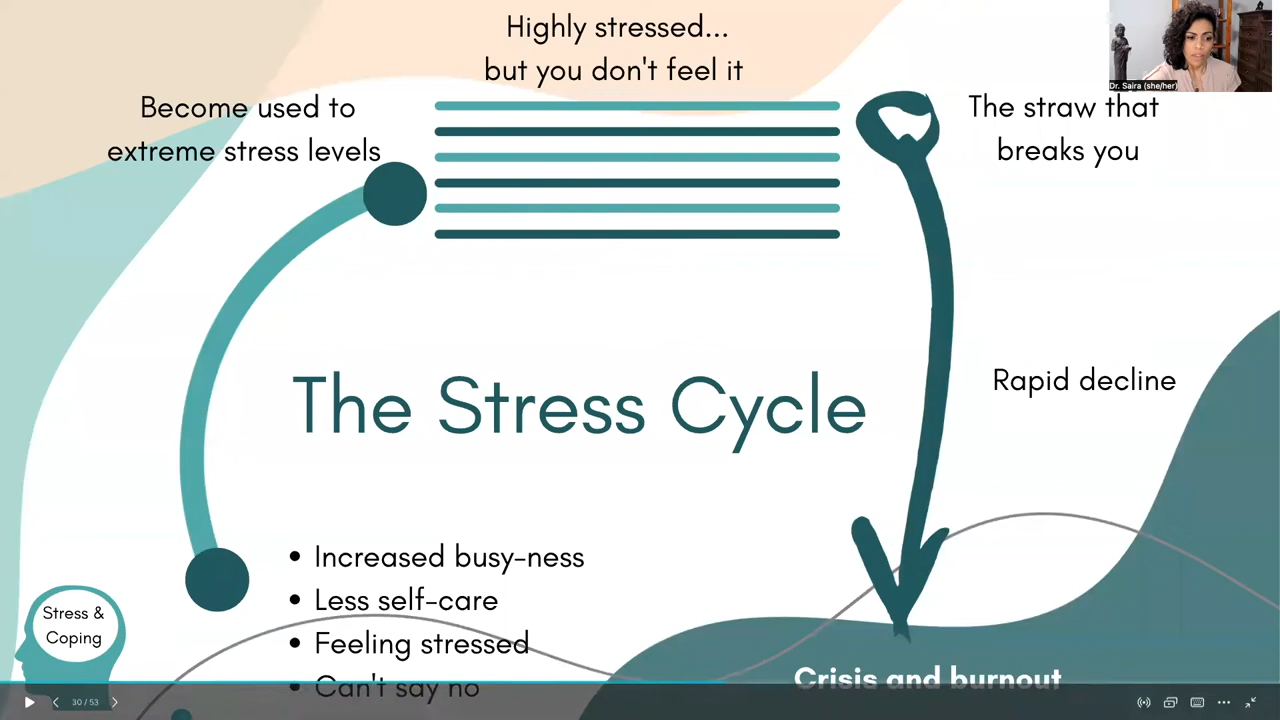 Highly stressed...
but you don't feel it
Become used to
extreme stress levels
The straw that
breaks you
Dr. Saira (she/her)
The Stress Cycle
Rapid decline
• Increased busy-ness
• Less self-care
• Feeling stressed
• Can't say no
Stress &
Coping
Crisis and burnout
30 / 53